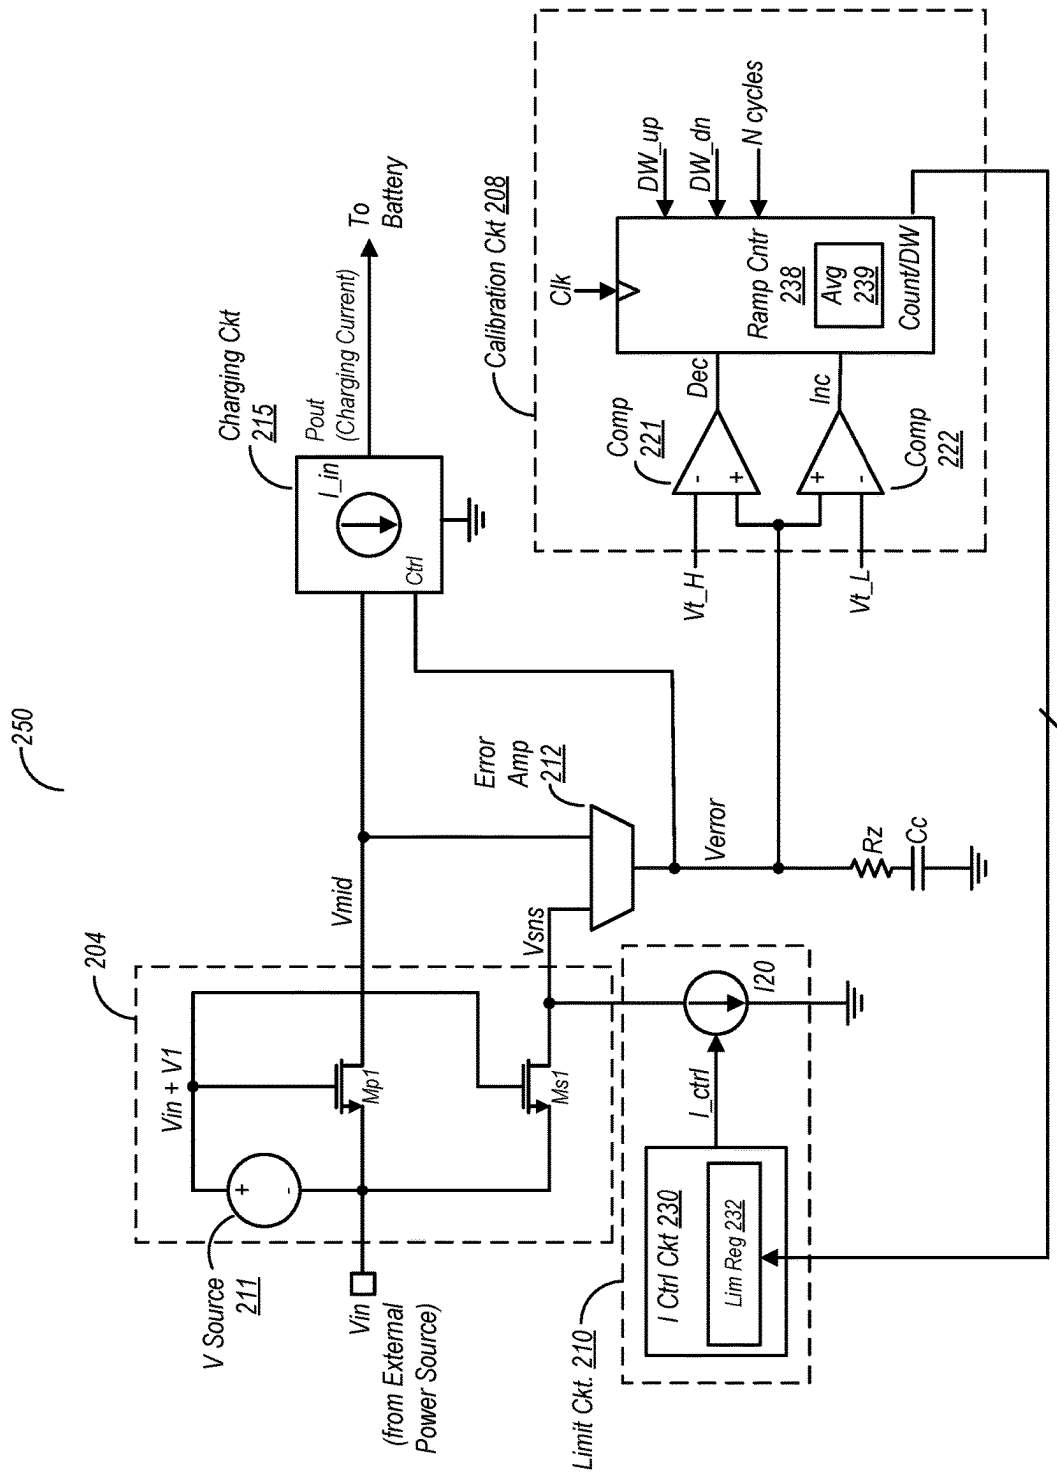 250
204
V Source
211
Vin + V1
+
-
Mp1
Ms1
Vin
(from External
Power Source)
Vmid
Vsns
Error
Amp
212
Verror
Rz
Cc
Charging Ckt
215
I_in
Ctrl
Pout
(Charging Current)
To
Battery
Limit Ckt. 210
I Ctrl Ckt 230
Lim Reg 232
I_ctrl
I20
Calibration Ckt 208
Vt_H
Vt_L
Comp
221
-
+
Comp
222
+
-
Dec
Inc
Clk
Ramp Cntr
238
Avg
239
Count/DW
DW_up
DW_dn
N cycles